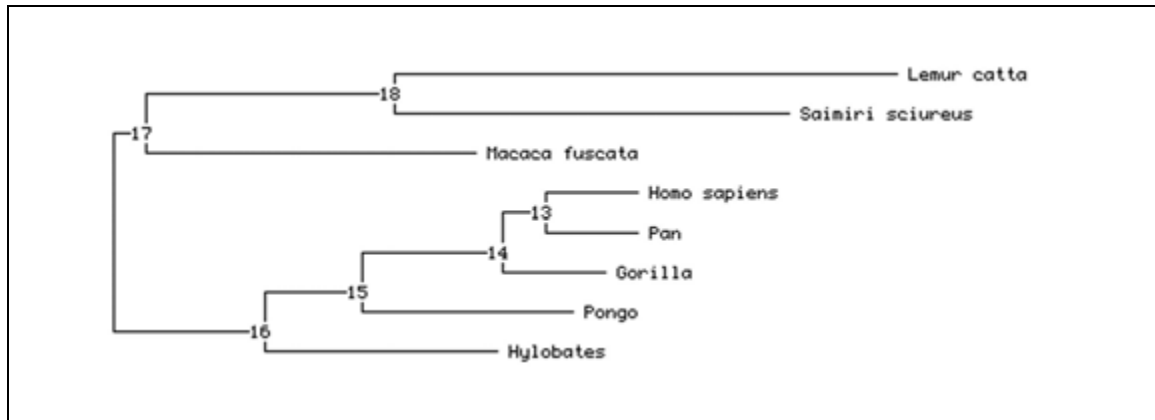 Lemur catta
18
Saimiri sciureus
17
Macaca fuscata
Homo sapiens
13
Pan
14
Gorilla
15
Pongo
16
Hylobates